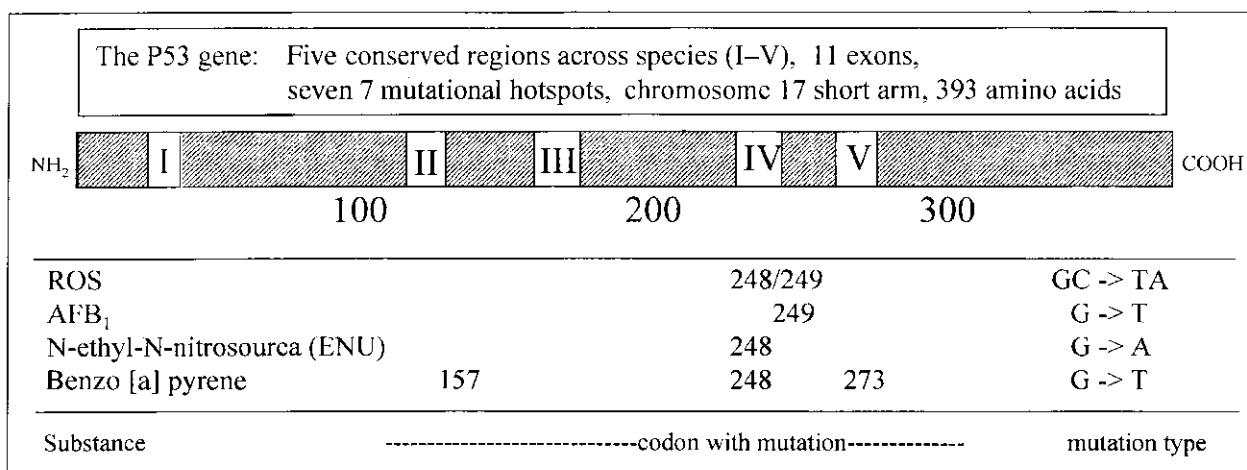 The P53 gene: Five conserved regions across species (I–V), 11 exons,
seven 7 mutational hotspots, chromosome 17 short arm, 393 amino acids
NH2 I II III IV V COOH
100 200 300
ROS 248/249 GC -> TA
AFB1 249 G -> T
N-ethyl-N-nitrosourea (ENU) 248 G -> A
Benzo [a] pyrene 157 248 273 G -> T
Substance -------------------------codon with mutation------------ mutation type